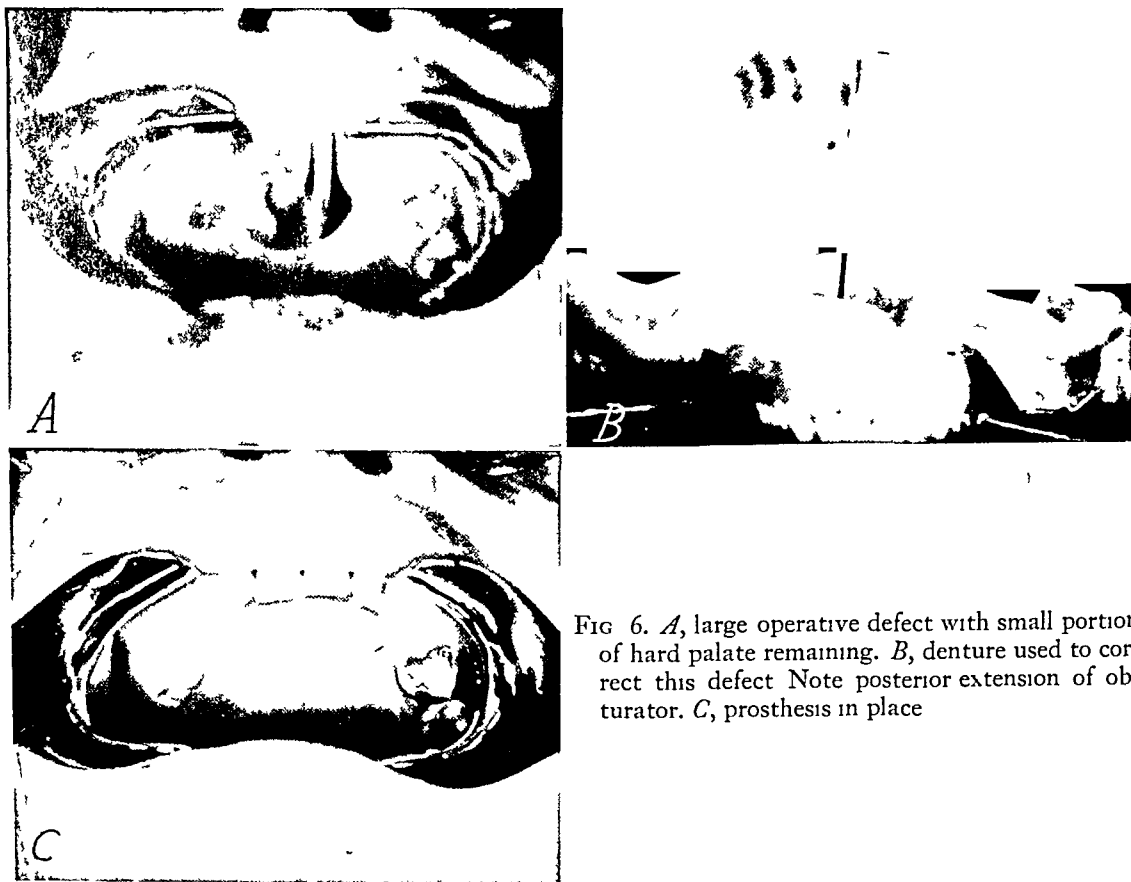 A
B
C
FIG 6. A, large operative defect with small portion
of hard palate remaining. B, denture used to cor-
rect this defect Note posterior extension of ob-
turator. C, prosthesis in place